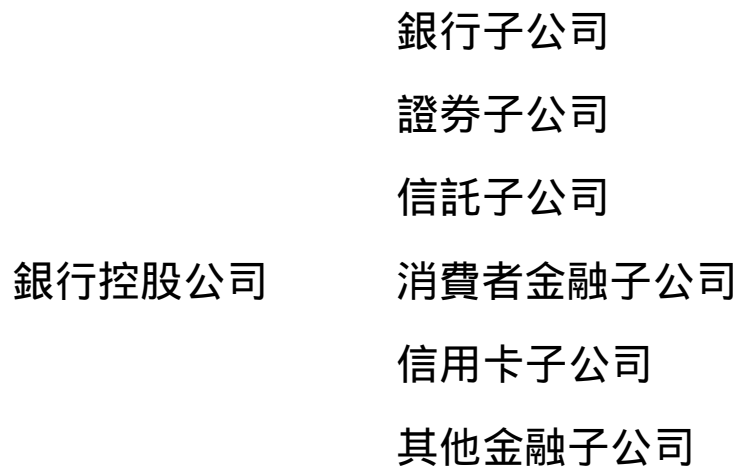 銀行子公司
證券子公司
信託子公司
銀行控股公司 消費者金融子公司
信用卡子公司
其他金融子公司